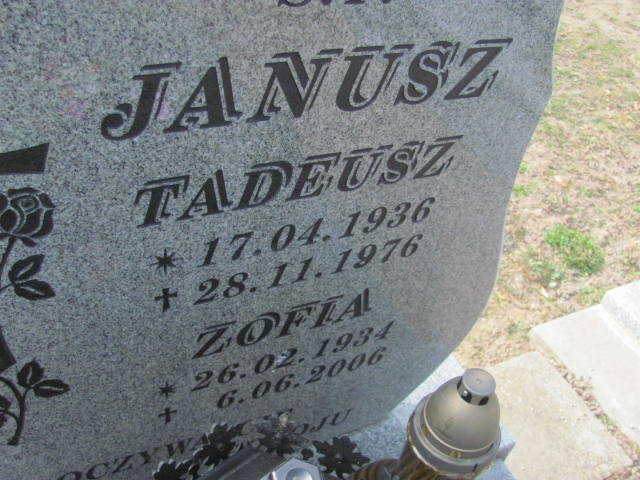 Ś.P.
JANUSZ
TADEUSZ
* 17.04.1936
✝ 28.11.1976
ZOFIA
* 26.02.1934
✝ 6.06.2006